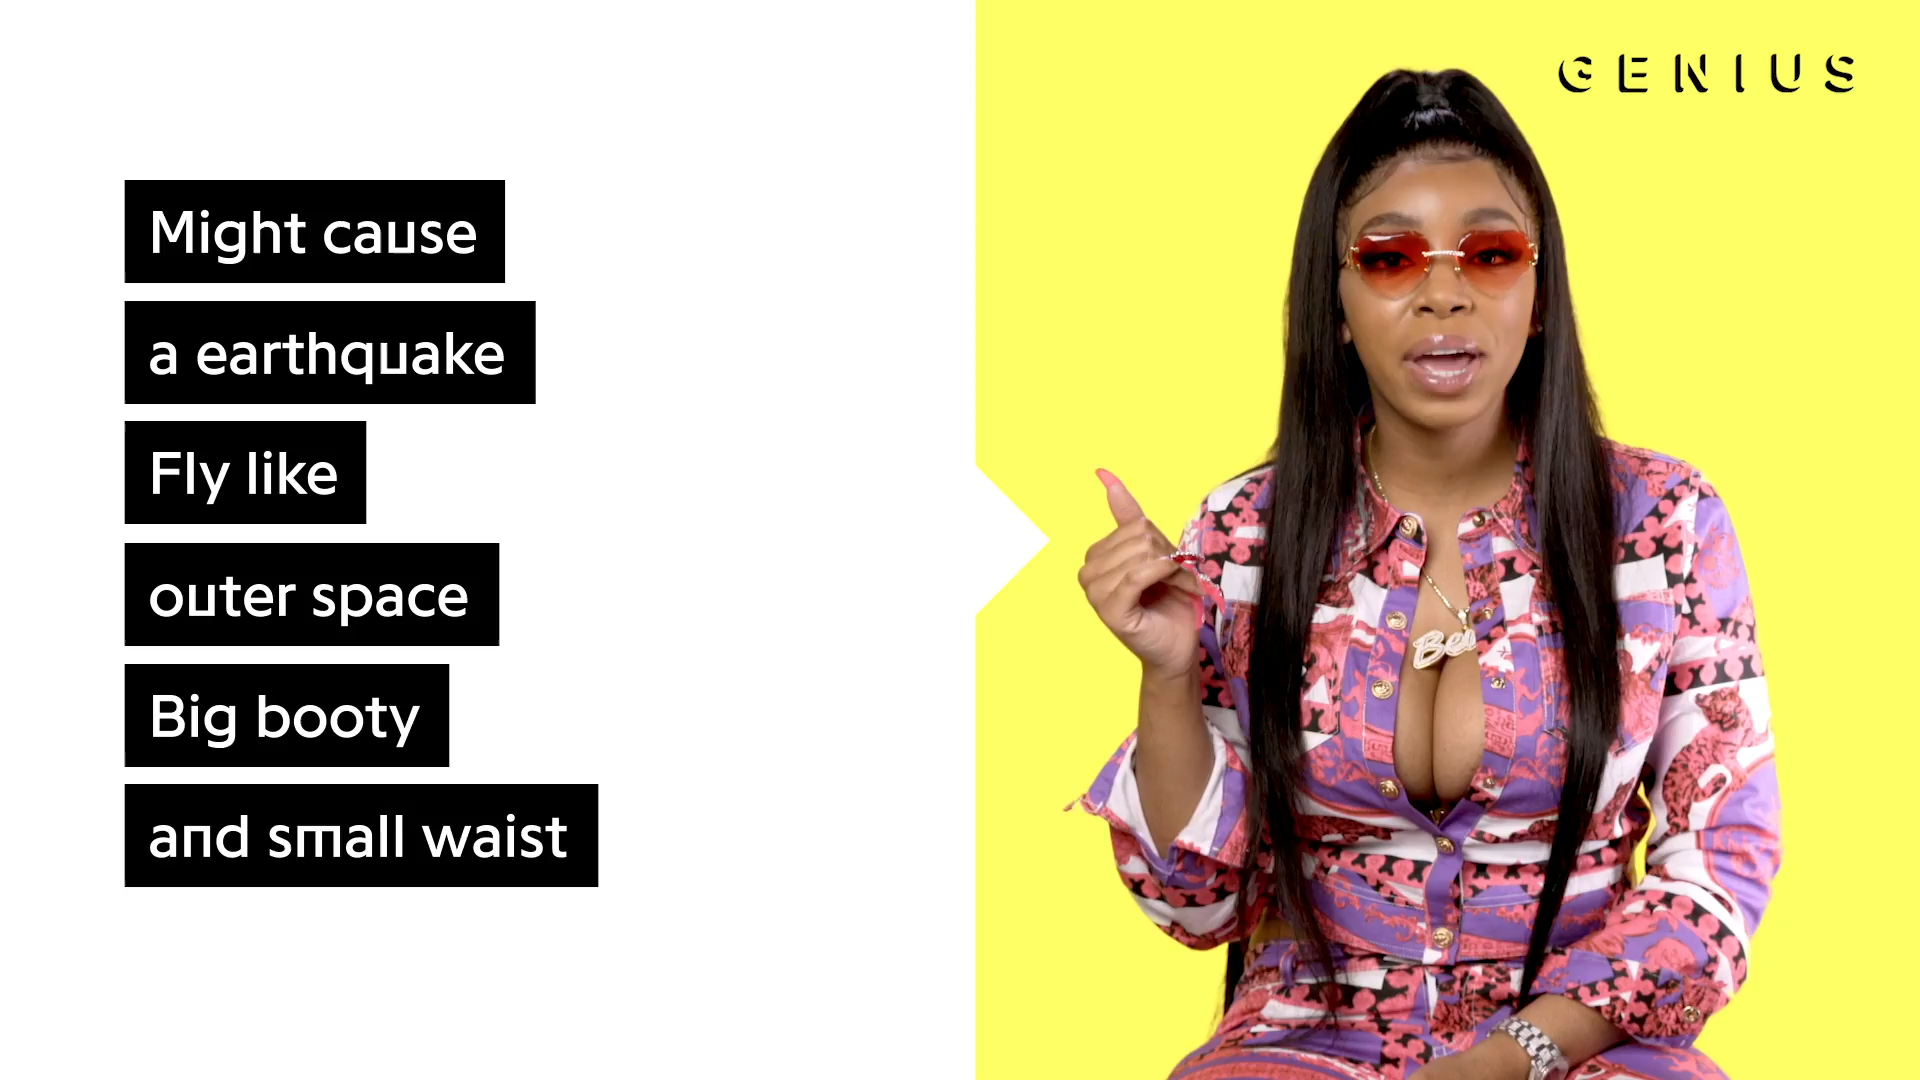 GENIUS
Might cause
a earthquake
Fly like
outer space
Big booty
and small waist